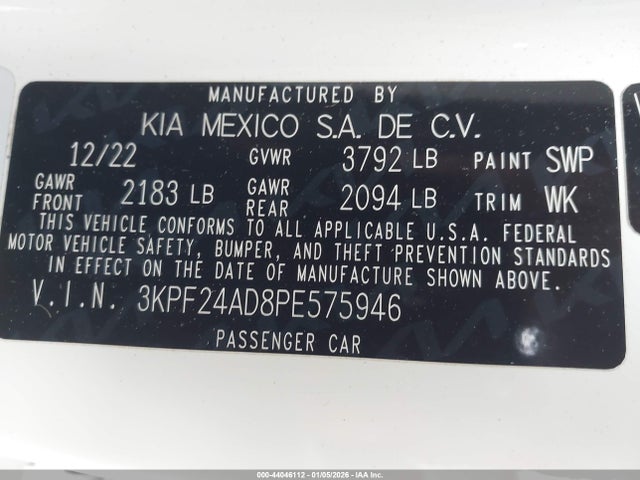 MANUFACTURED BY
KIA MEXICO S.A. DE C.V.
12/22 GVWR 3792 LB PAINT SWP
GAWR FRONT 2183 LB GAWR REAR 2094 LB TRIM WK
THIS VEHICLE CONFORMS TO ALL APPLICABLE U.S.A. FEDERAL
MOTOR VEHICLE SAFETY, BUMPER, AND THEFT PREVENTION STANDARDS
IN EFFECT ON THE DATE OF MANUFACTURE SHOWN ABOVE.
V.I.N. 3KPF24AD8PE575946
PASSENGER CAR
000-44046112 - 01/05/2026 - IAA Inc.